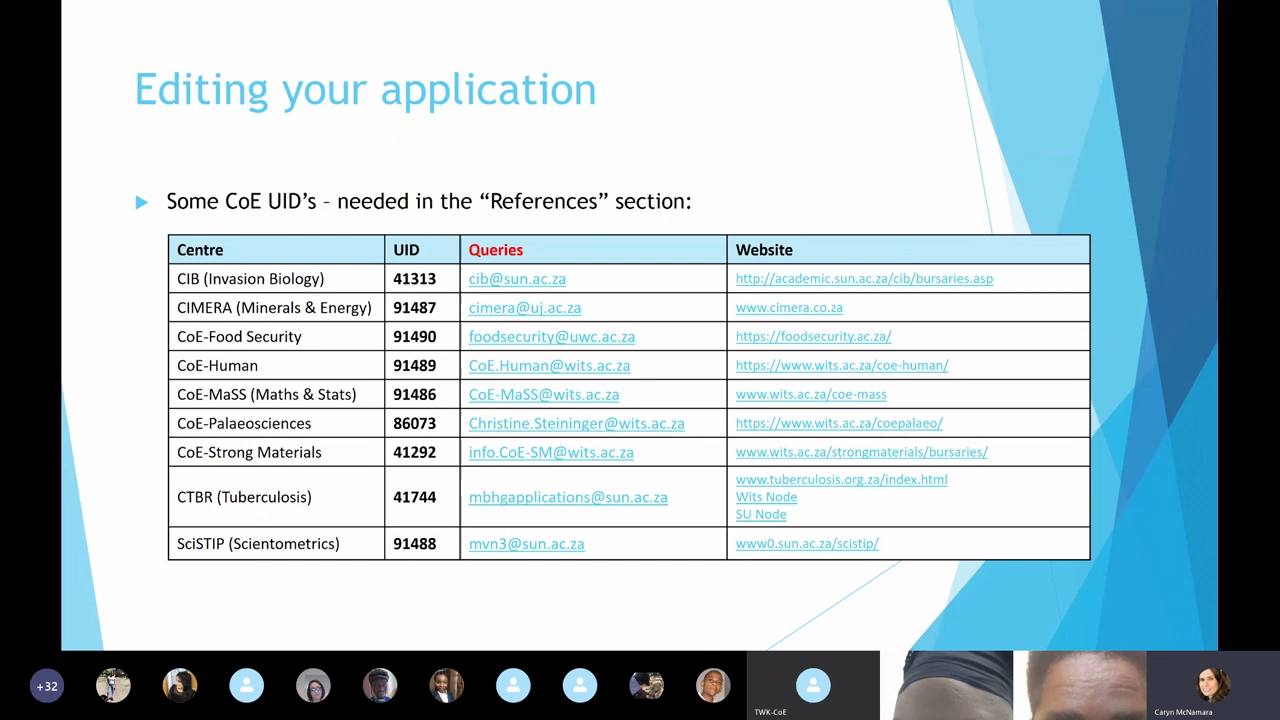 Editing your application
Some CoE UID's – needed in the “References” section:
Centre UID Queries Website
CIB (Invasion Biology) 41313 cib@sun.ac.za http://academic.sun.ac.za/cib/bursaries.asp
CIMERA (Minerals & Energy) 91487 cimera@uj.ac.za www.cimera.co.za
CoE-Food Security 91490 foodsecurity@uwc.ac.za https://foodsecurity.ac.za/
CoE-Human 91489 CoE.Human@wits.ac.za https://www.wits.ac.za/coe-human/
CoE-MaSS (Maths & Stats) 91486 CoE-MaSS@wits.ac.za www.wits.ac.za/coe-mass
CoE-Palaeosciences 86073 Christine.Steininger@wits.ac.za https://www.wits.ac.za/coepalaeo/
CoE-Strong Materials 41292 info.CoE-SM@wits.ac.za www.wits.ac.za/strongmaterials/bursaries/
CTBR (Tuberculosis) 41744 mbhgapplications@sun.ac.za www.tuberculosis.org.za/index.html
Wits Node
SU Node
SciSTIP (Scientometrics) 91488 mvn3@sun.ac.za www0.sun.ac.za/scistip/
+32
TWK-CoE
Caryn McNamara